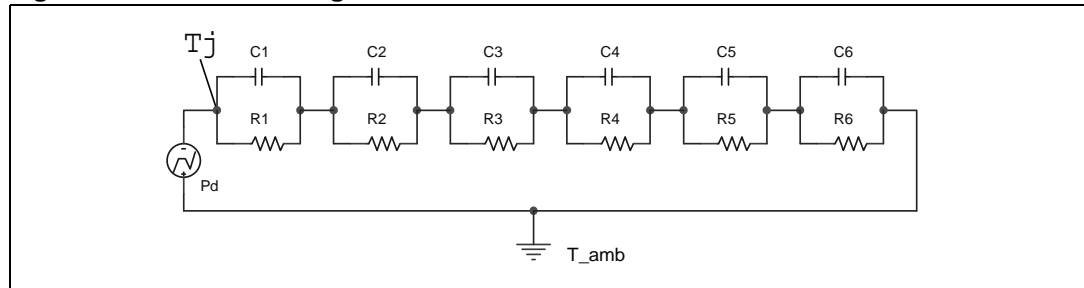 Tj
C1 C2 C3 C4 C5 C6
R1 R2 R3 R4 R5 R6
Pd
T_amb